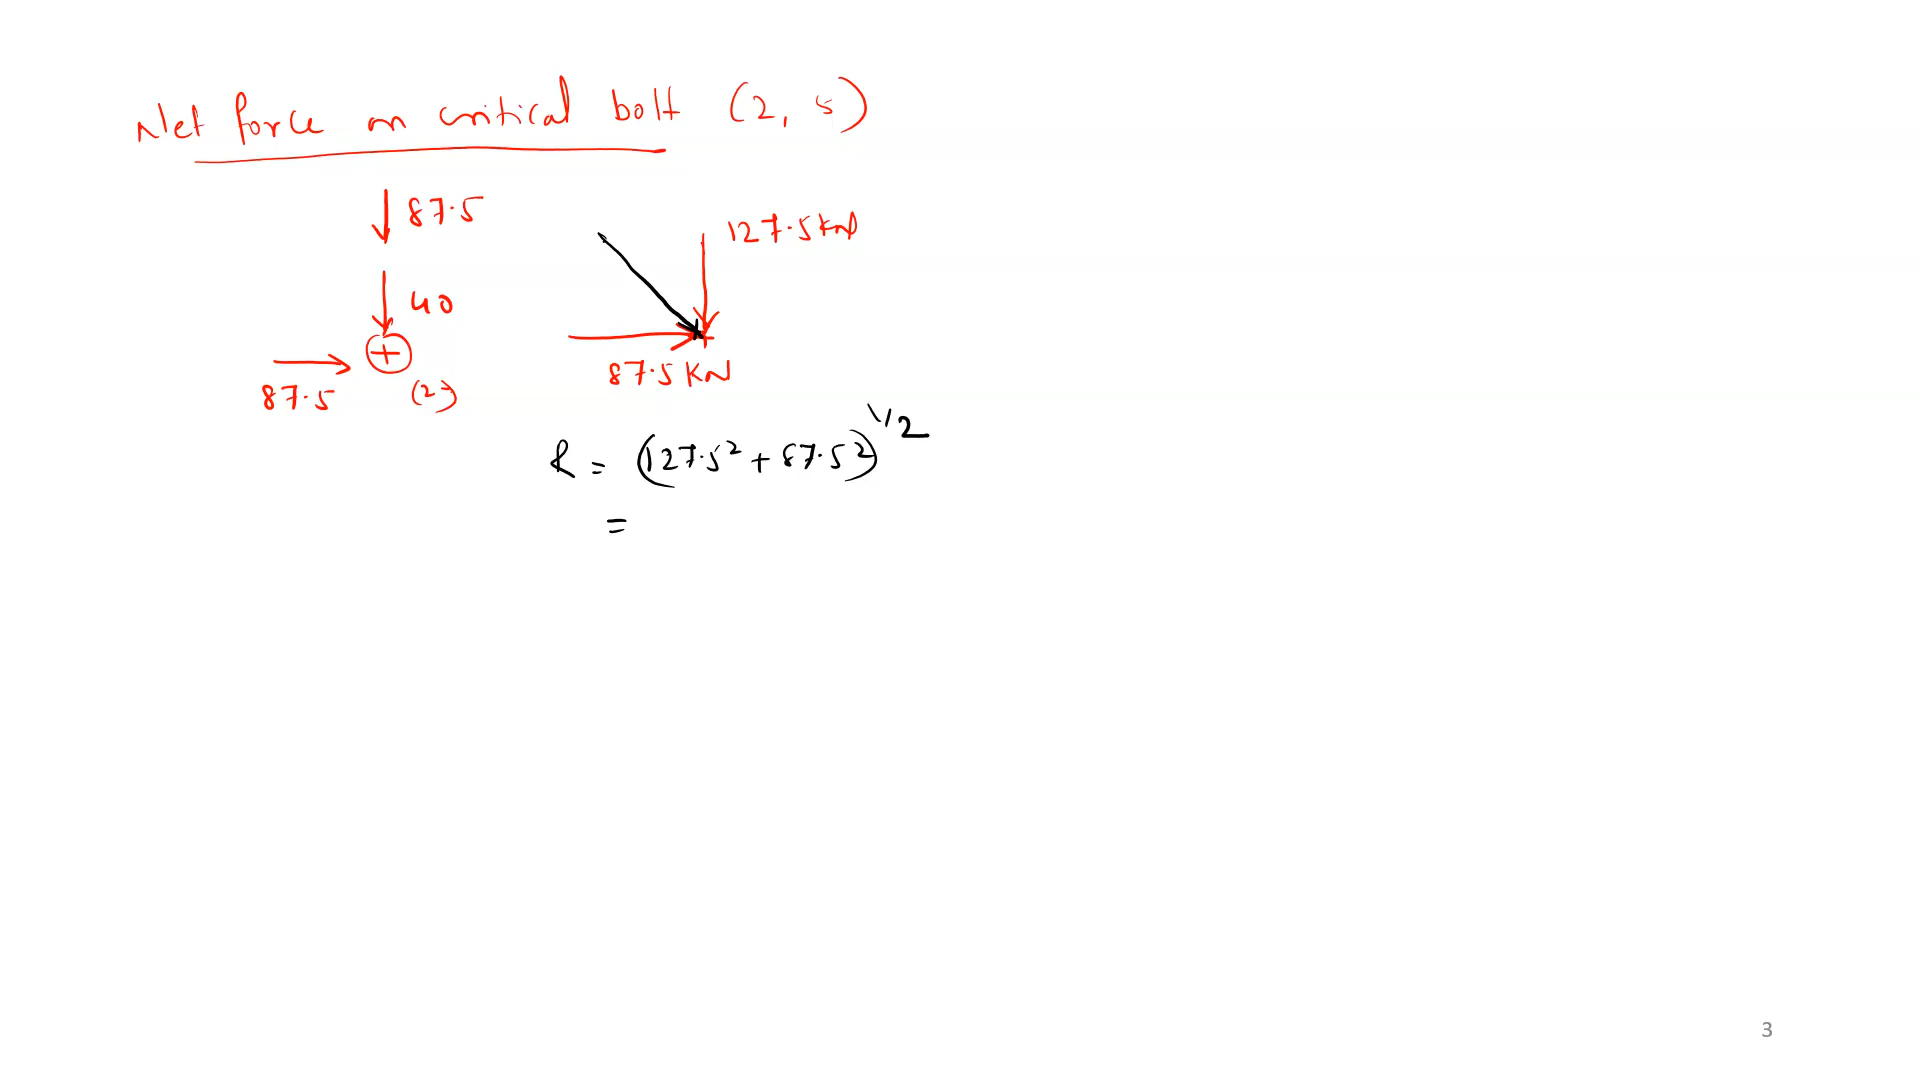 Net force on critical bolt (2, 5)
87.5
127.5 KN
40
87.5 KN
87.5
(2)
R = (127.5² + 87.5²)^1/2
=
3